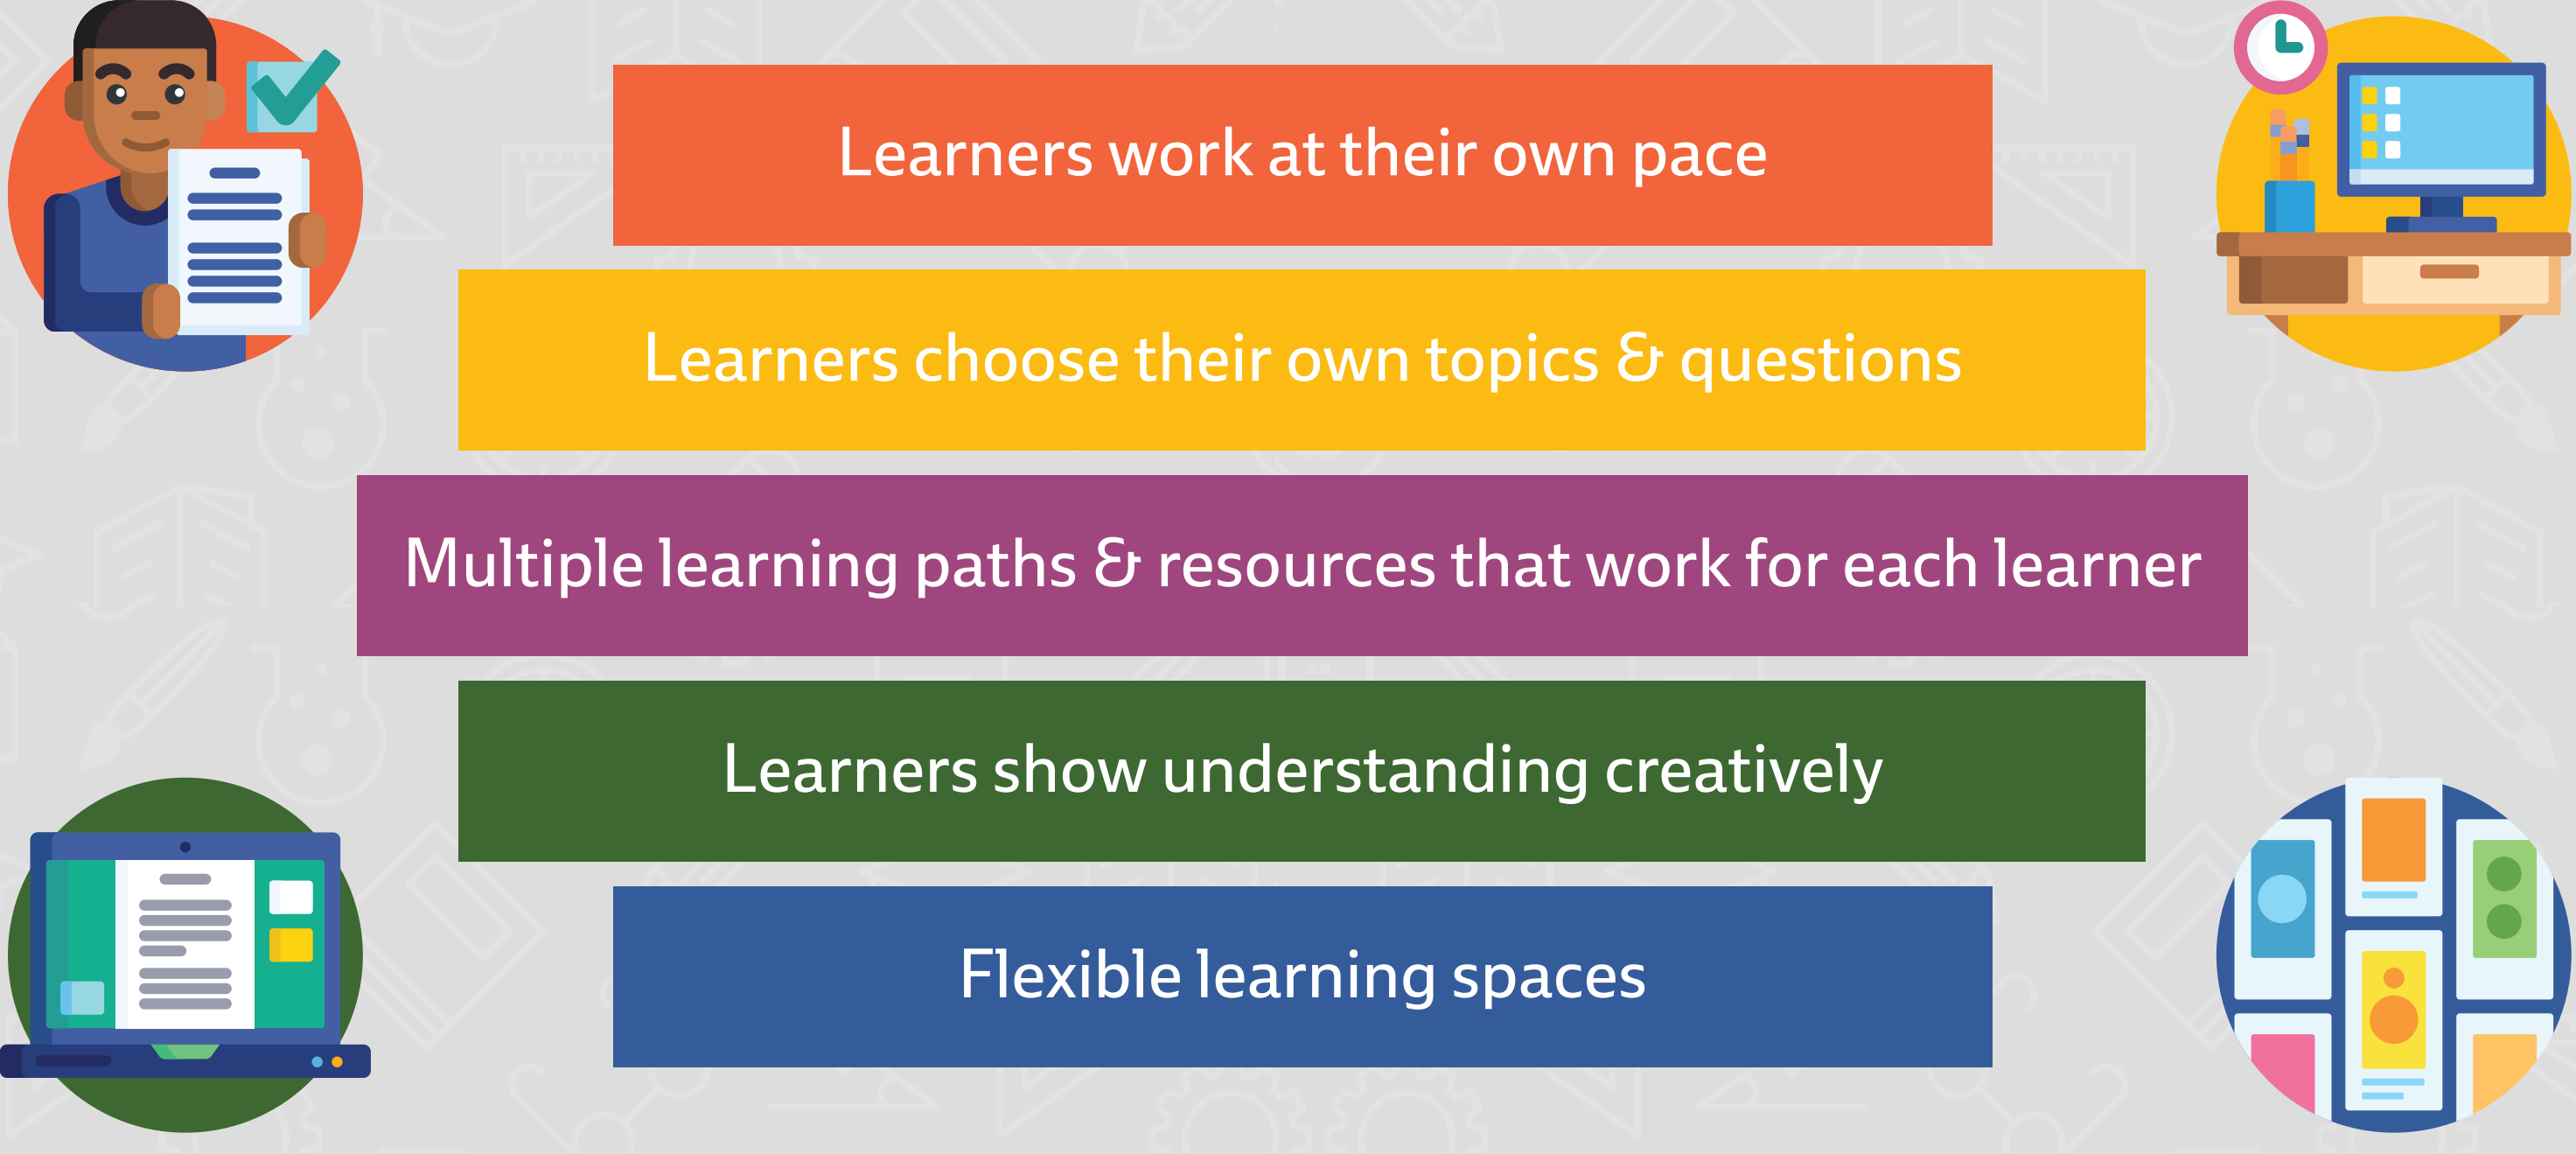 Learners work at their own pace
Learners choose their own topics & questions
Multiple learning paths & resources that work for each learner
Learners show understanding creatively
Flexible learning spaces